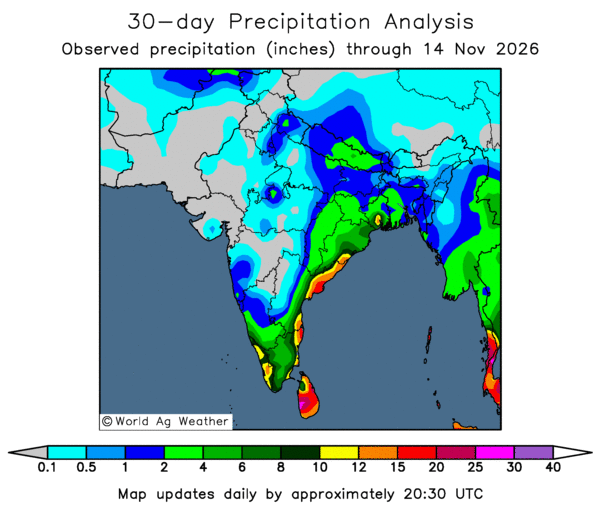 30-day Precipitation Analysis
Observed precipitation (inches) through 14 Nov 2026
©World Ag Weather
0.1 0.5 1 2 4 6 8 10 12 15 20 25 30 40
Map updates daily by approximately 20:30 UTC